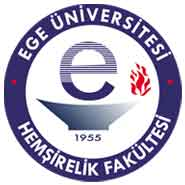 EGE ÜNİVERSİTESİ
e
1955
HEMŞİRELİK FAKÜLTESİ